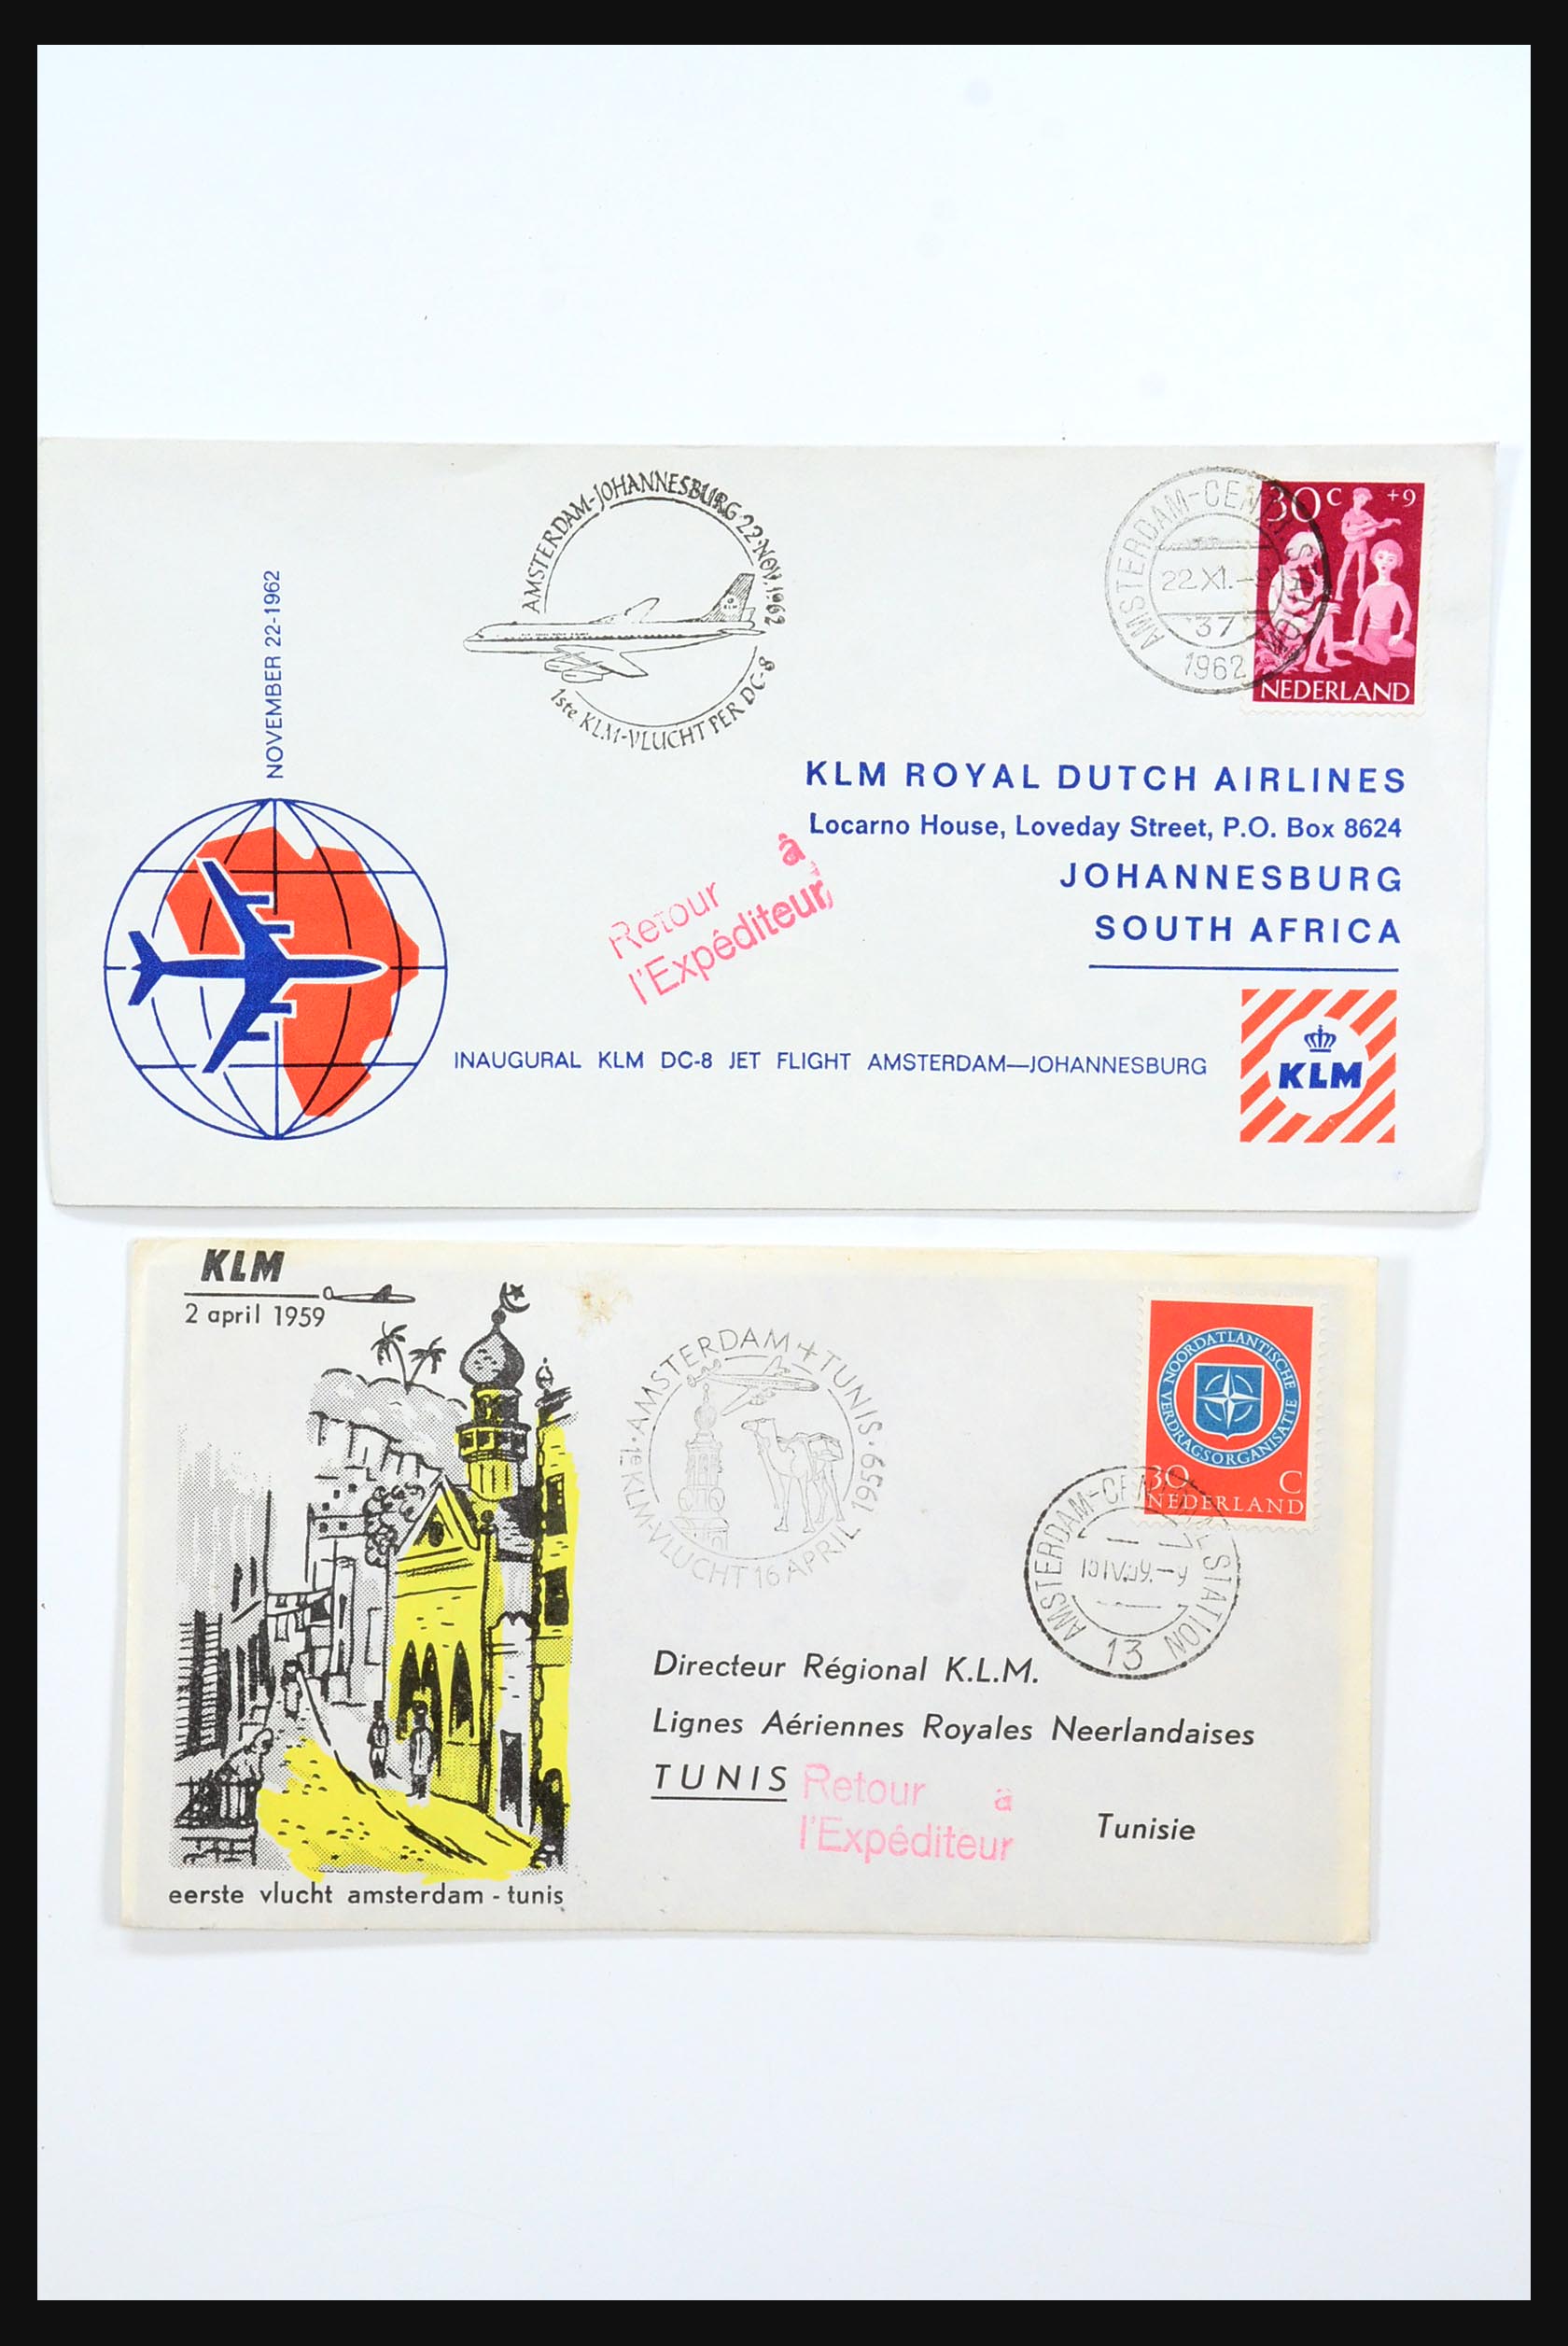 AMSTERDAM-JOHANNESBURG 22-NOV.1962
1ste KLM-VLUCHT PER DC-8
AMSTERDAM-CENTR. STATION
22.XI.
37
1962
30 C +9
NEDERLAND
NOVEMBER 22-1962
KLM ROYAL DUTCH AIRLINES
Locarno House, Loveday Street, P.O. Box 8624
JOHANNESBURG
SOUTH AFRICA
Retour à
l'Expéditeur
INAUGURAL KLM DC-8 JET FLIGHT AMSTERDAM—JOHANNESBURG
KLM
KLM
2 april 1959
AMSTERDAM + TUNIS
1e KLM-VLUCHT 16 APRIL 1959
NOORDATLANTISCHE
VERDRAGSORGANISATIE
30 C
NEDERLAND
STATION
13
Directeur Régional K.L.M.
Lignes Aériennes Royales Neerlandaises
TUNIS
Retour à
l'Expéditeur
Tunisie
eerste vlucht amsterdam - tunis